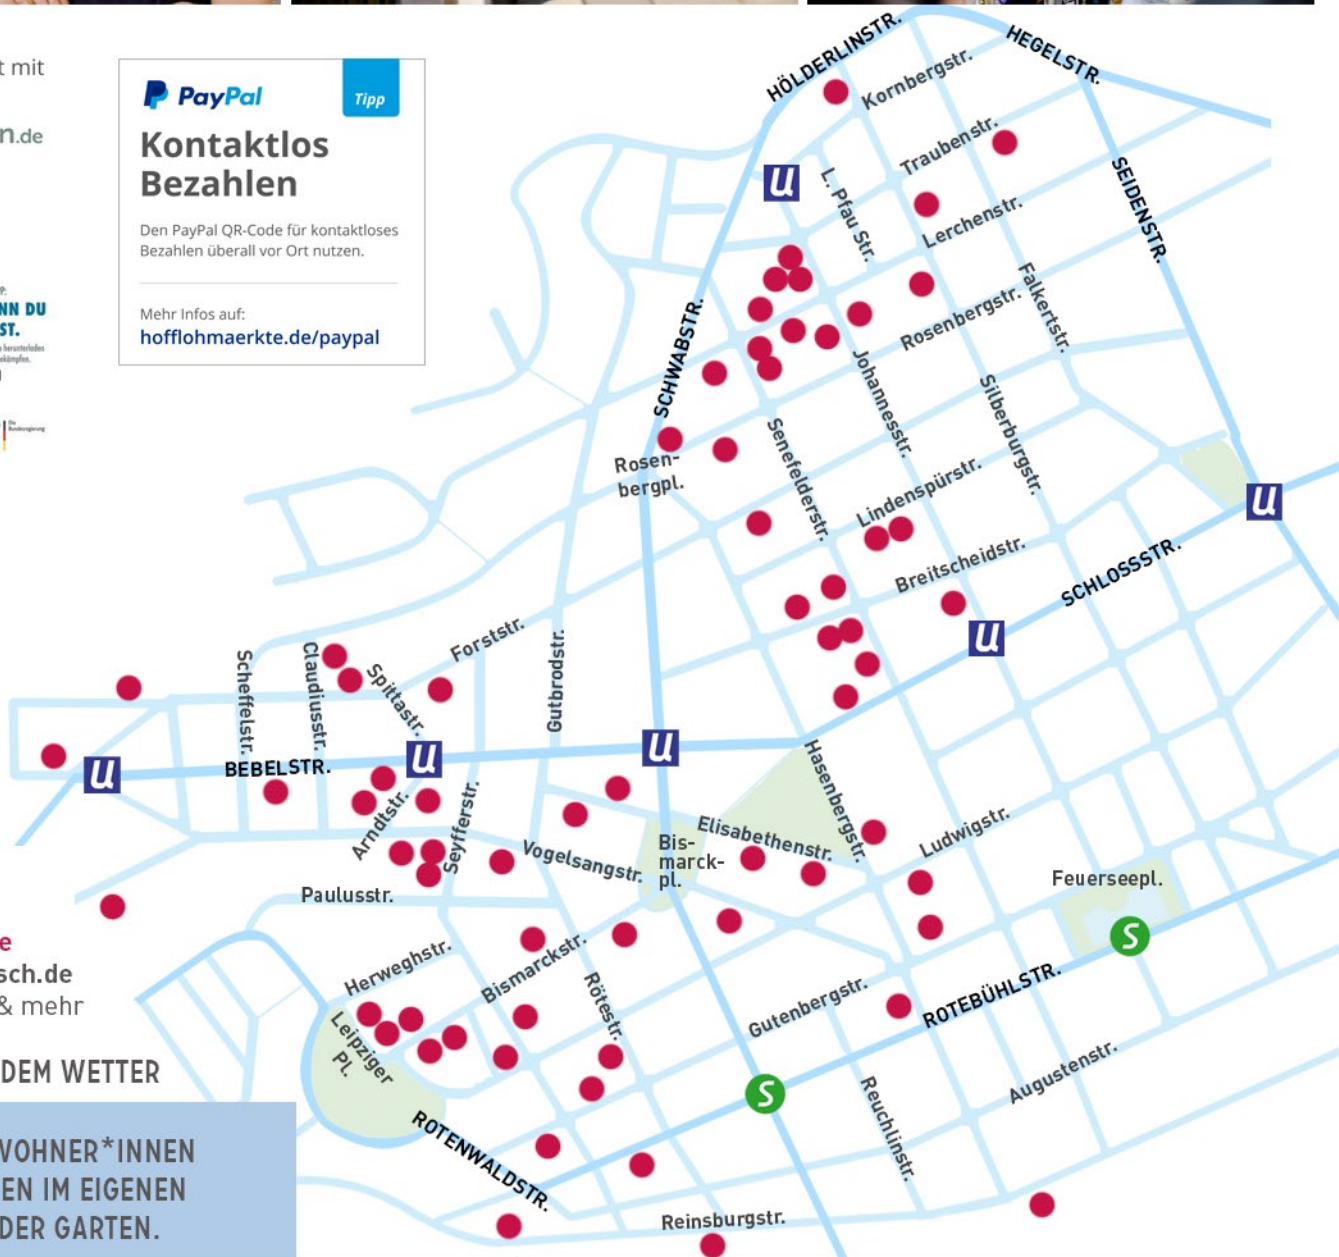 t mit
n.de
PayPal
Tipp
Kontaktlos
Bezahlen
Den PayPal QR-Code für kontaktloses
Bezahlen überall vor Ort nutzen.
Mehr Infos auf:
hofflohmaerkte.de/paypal
NN DU
ST.
HÖLDERLINSTR.
HEGELSTR.
Kornbergstr.
Traubenstr.
U
L. Pfau Str.
SEIDENSTR.
Lerchenstr.
Falkertstr.
Rosenbergstr.
SCHWABSTR.
Johannesstr.
Silberburgstr.
Senefelderstr.
Rosen-
bergpl.
Lindenspürstr.
U
Breitscheidstr.
SCHLOSSSTR.
U
Forststr.
Gutbrodstr.
Scheffelstr.
Claudiusstr.
Spittastr.
U
U
U
BEBELSTR.
Hasenbergstr.
Arndtstr.
Seyfferstr.
Vogelsangstr.
Bis-
marck-
pl.
Elisabethenstr.
Ludwigstr.
Feuerseepl.
Paulusstr.
S
e
sch.de
& mehr
Herweghstr.
Bismarckstr.
Rötestr.
Gutenbergstr.
ROTEBÜHLSTR.
Leipziger
Pl.
DEM WETTER
S
Reuchlinstr.
Augustenstr.
ROTENWALDSTR.
WOHNER*INNEN
EN IM EIGENEN
DER GARTEN.
Reinsburgstr.